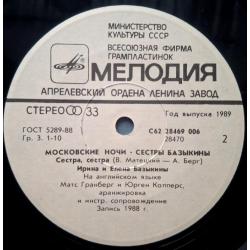 МИНИСТЕРСТВО
КУЛЬТУРЫ СССР
ВСЕСОЮЗНАЯ ФИРМА
ГРАМПЛАСТИНОК
МЕЛОДИЯ
АПРЕЛЕВСКИЙ ОРДЕНА ЛЕНИНА ЗАВОД
СТЕРЕО 33
Год выпуска 1989
ГОСТ 5289-88
Гр. 3. 1-10
С62 28469 006
28470
2
МОСКОВСКИЕ НОЧИ - СЕСТРЫ БАЗЫКИНЫ
Сестра, сестра (В. Матецкий — А. Берг)
Ирина и Елена Базыкины
На английском языке
Матс Гранберг и Юрген Копперс,
аранжировка
и инстр. сопровождение
Запись 1988 г.